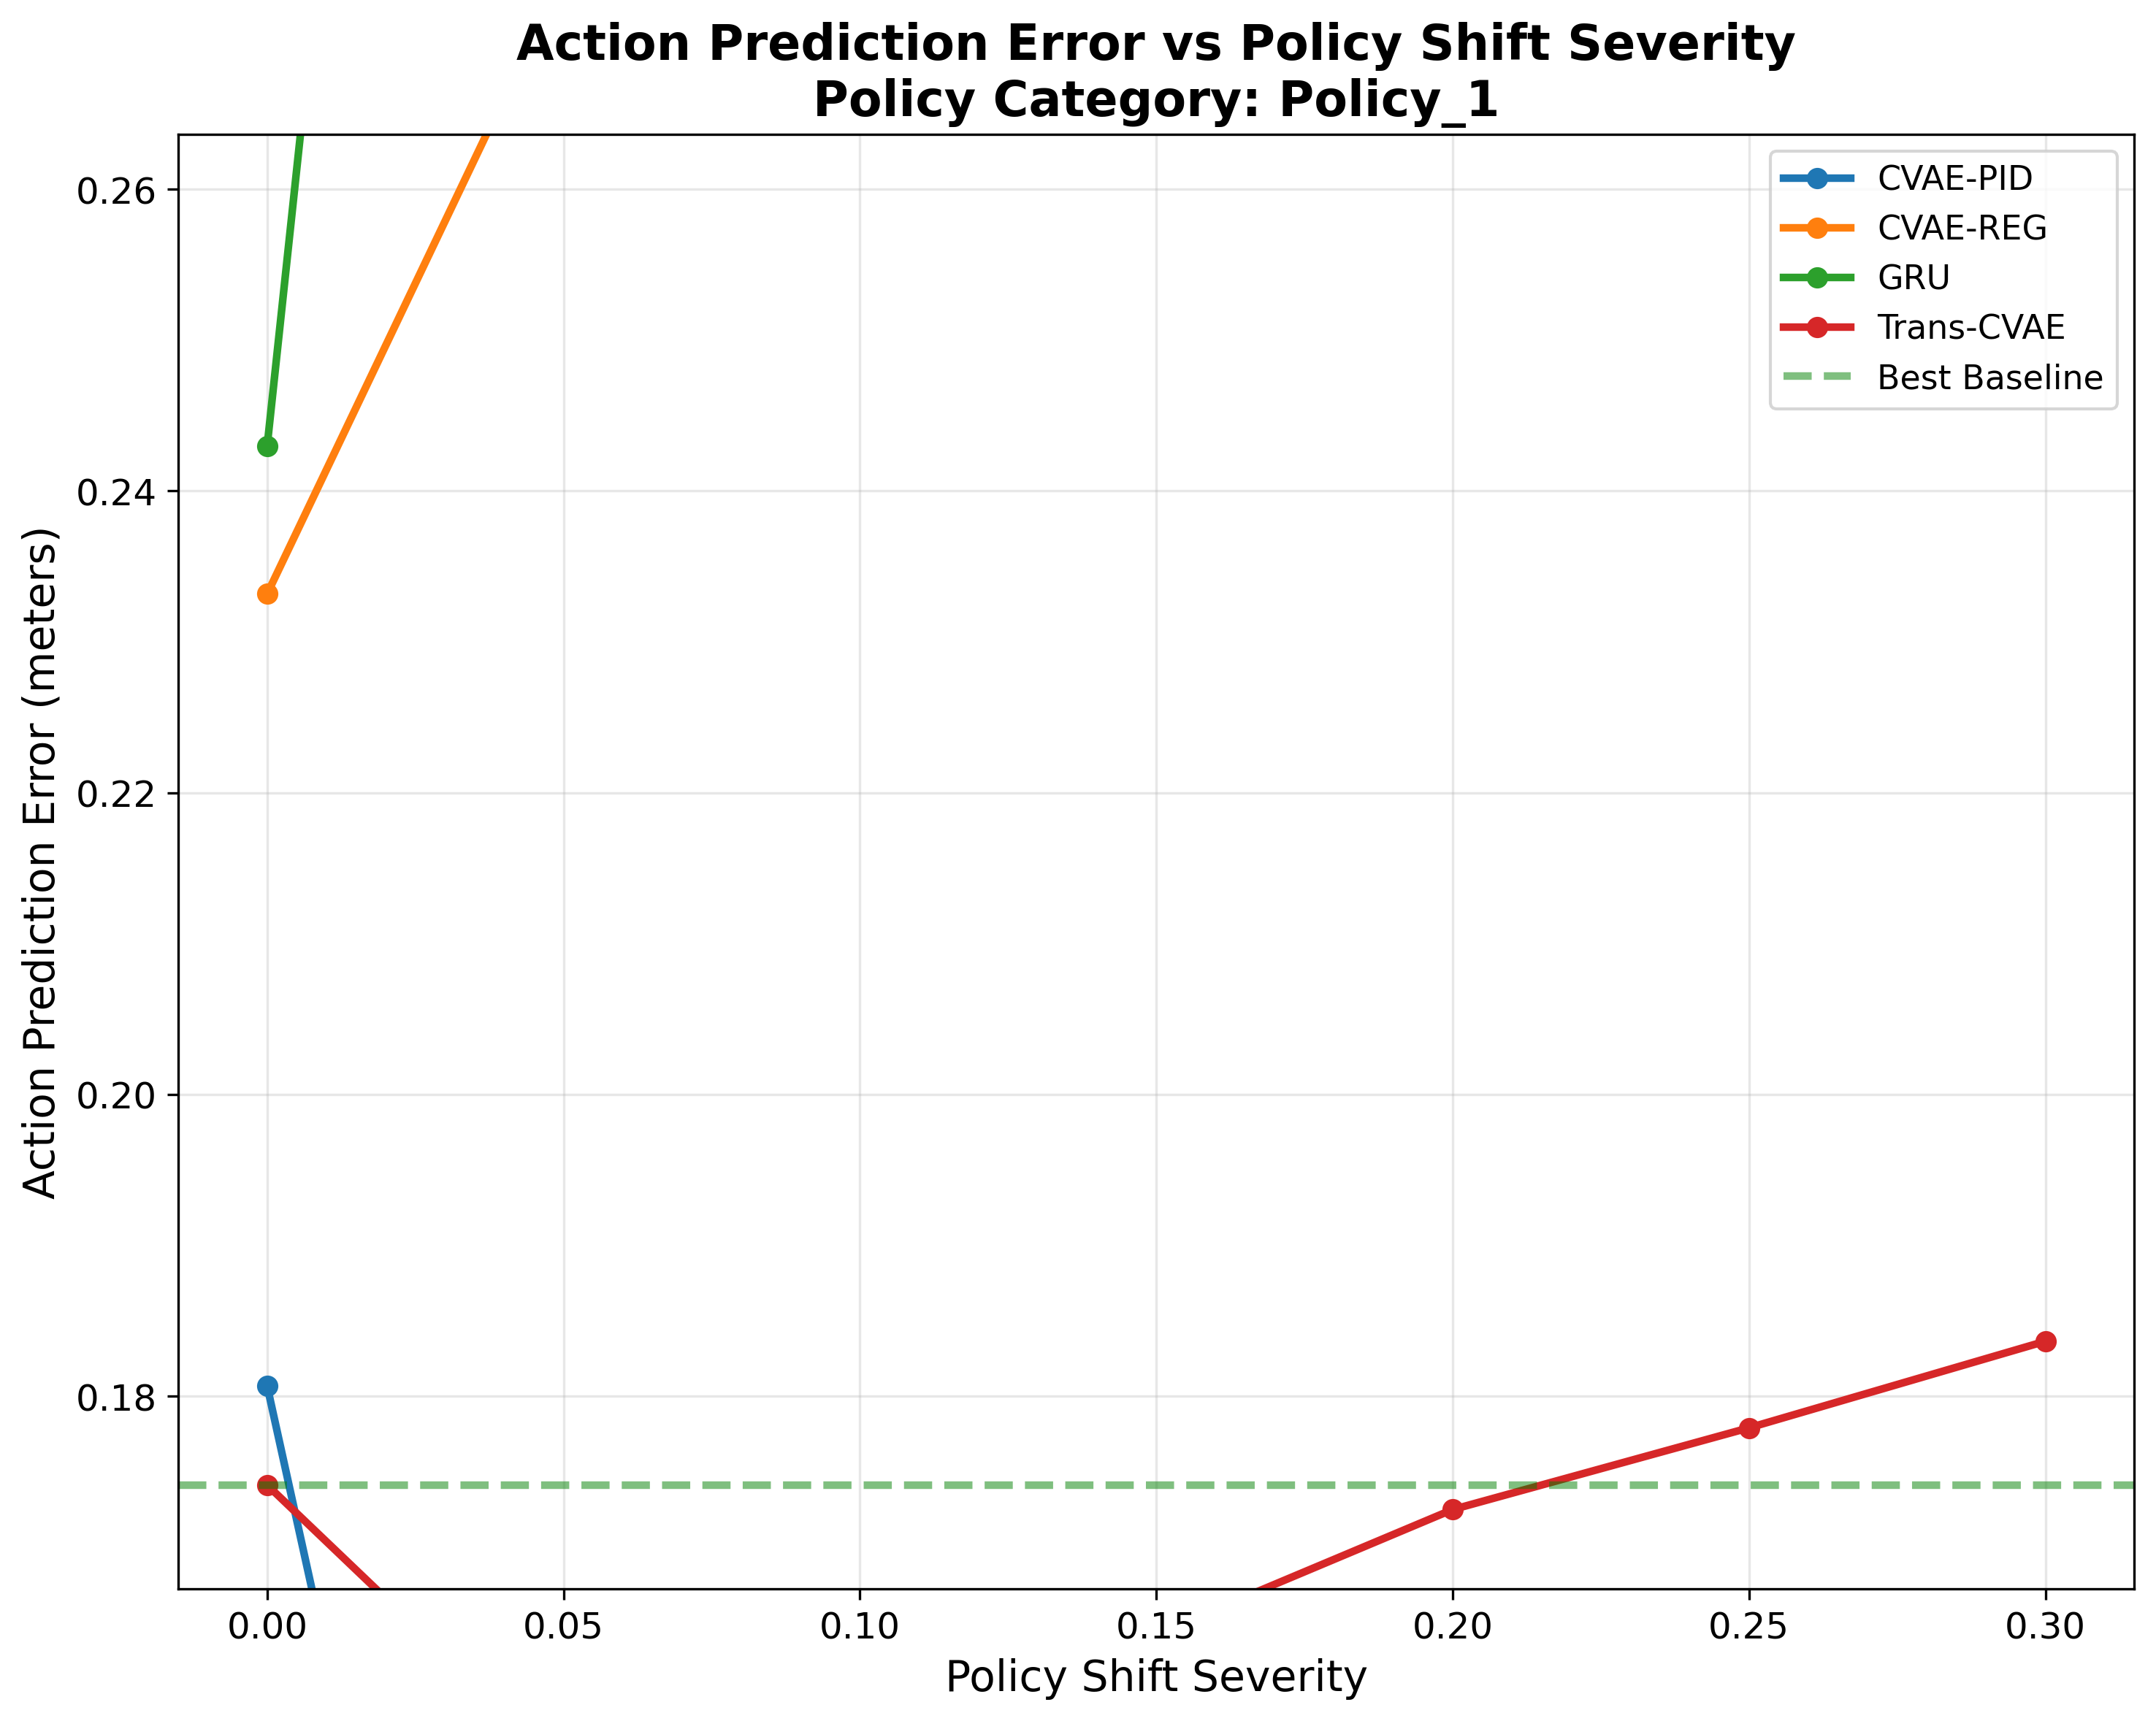 Action Prediction Error vs Policy Shift Severity
Policy Category: Policy_1
CVAE-PID
CVAE-REG
GRU
Trans-CVAE
Best Baseline
Action Prediction Error (meters)
0.26
0.24
0.22
0.20
0.18
0.00 0.05 0.10 0.15 0.20 0.25 0.30
Policy Shift Severity